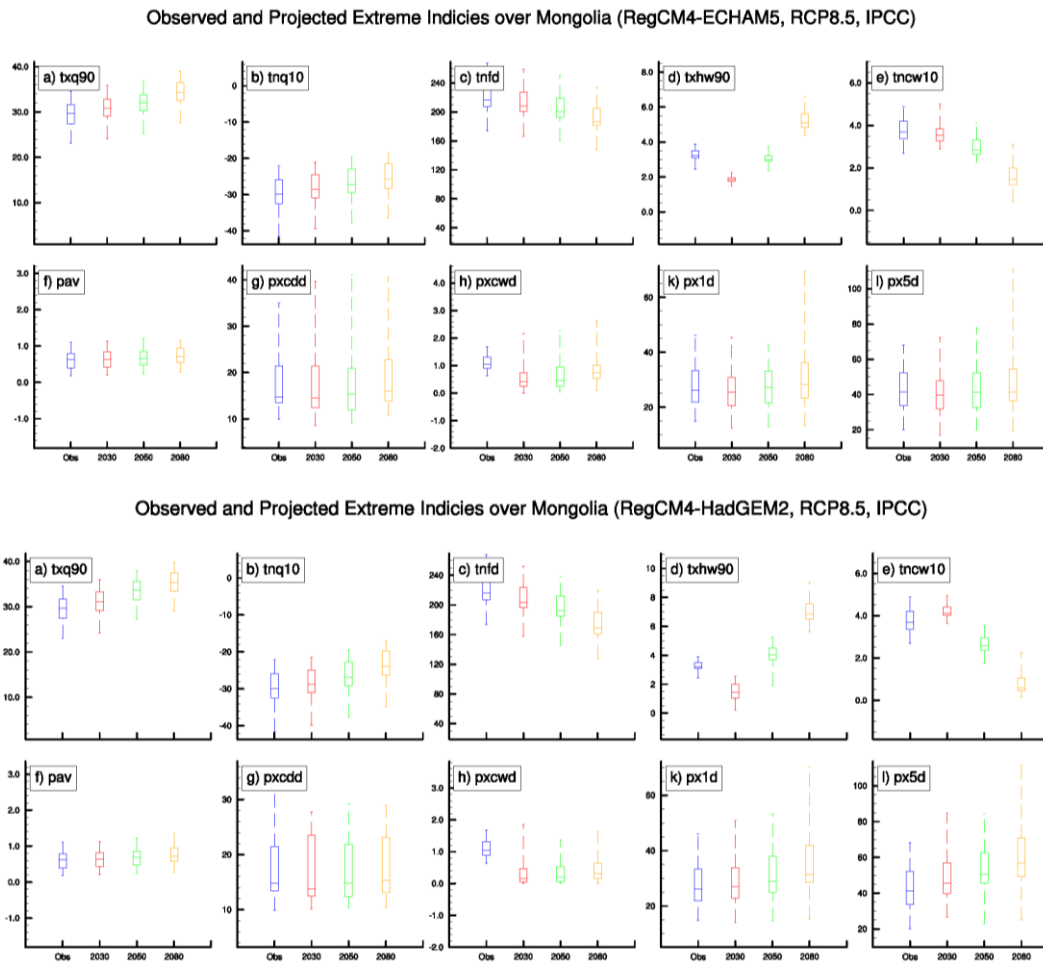 Observed and Projected Extreme Indicies over Mongolia (RegCM4-ECHAM5, RCP8.5, IPCC)
a) txq90 b) tnq10 c) tnfd d) txhw90 e) tncw10
40.0 30.0 20.0 10.0
0 -10 -20 -30 -40
240 200 160 120 80 40
8.0 6.0 4.0 2.0 0.0
6.0 4.0 2.0 0.0
f) pav g) pxcdd h) pxcwd k) px1d l) px5d
3.0 2.0 1.0 0.0 -1.0
40 30 20 10
4.0 3.0 2.0 1.0 0.0 -1.0 -2.0
60 40 20
100 80 60 40 20
Obs 2030 2050 2080 Obs 2030 2050 2080 Obs 2030 2050 2080 Obs 2030 2050 2080 Obs 2030 2050 2080
Observed and Projected Extreme Indicies over Mongolia (RegCM4-HadGEM2, RCP8.5, IPCC)
a) txq90 b) tnq10 c) tnfd d) txhw90 e) tncw10
40.0 30.0 20.0 10.0
0 -10 -20 -30 -40
240 200 160 120 80 40
10 8 6 4 2 0
6.0 4.0 2.0 0.0
f) pav g) pxcdd h) pxcwd k) px1d l) px5d
3.0 2.0 1.0 0.0 -1.0
30 20 10
3.0 2.0 1.0 0.0 -1.0 -2.0
60 40 20
100 80 60 40 20
Obs 2030 2050 2080 Obs 2030 2050 2080 Obs 2030 2050 2080 Obs 2030 2050 2080 Obs 2030 2050 2080